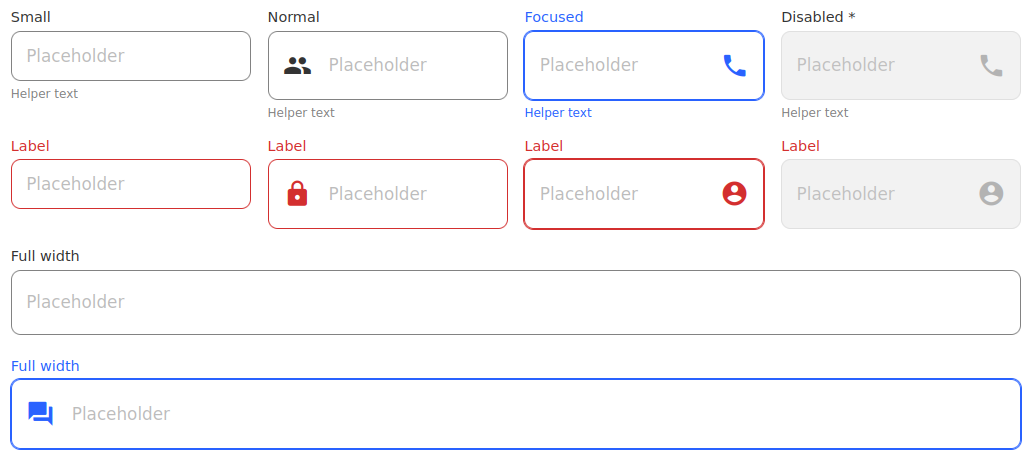 Small
Normal
Focused
Disabled *
Placeholder
Placeholder
Placeholder
Placeholder
Helper text
Helper text
Helper text
Helper text
Label
Label
Label
Label
Placeholder
Placeholder
Placeholder
Placeholder
Full width
Placeholder
Full width
Placeholder